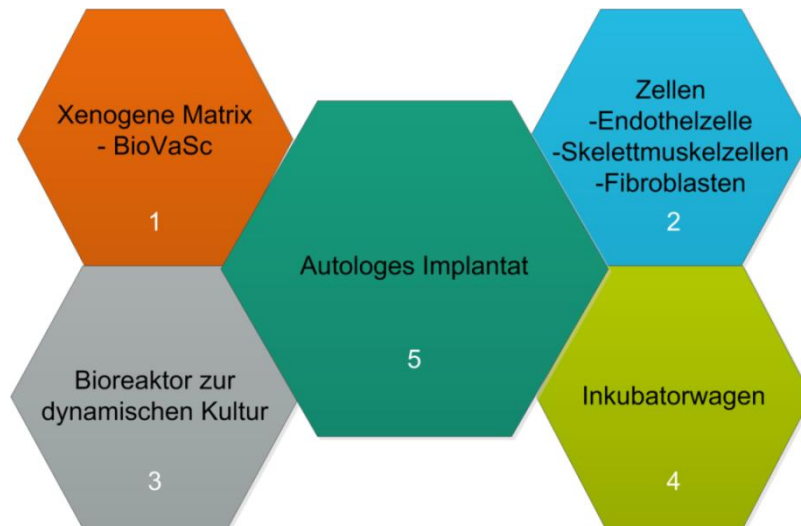 Xenogene Matrix
- BioVaSc
1
Zellen
-Endothelzelle
-Skelettmuskelzellen
-Fibroblasten
2
Autologes Implantat
5
Bioreaktor zur
dynamischen Kultur
3
Inkubatorwagen
4